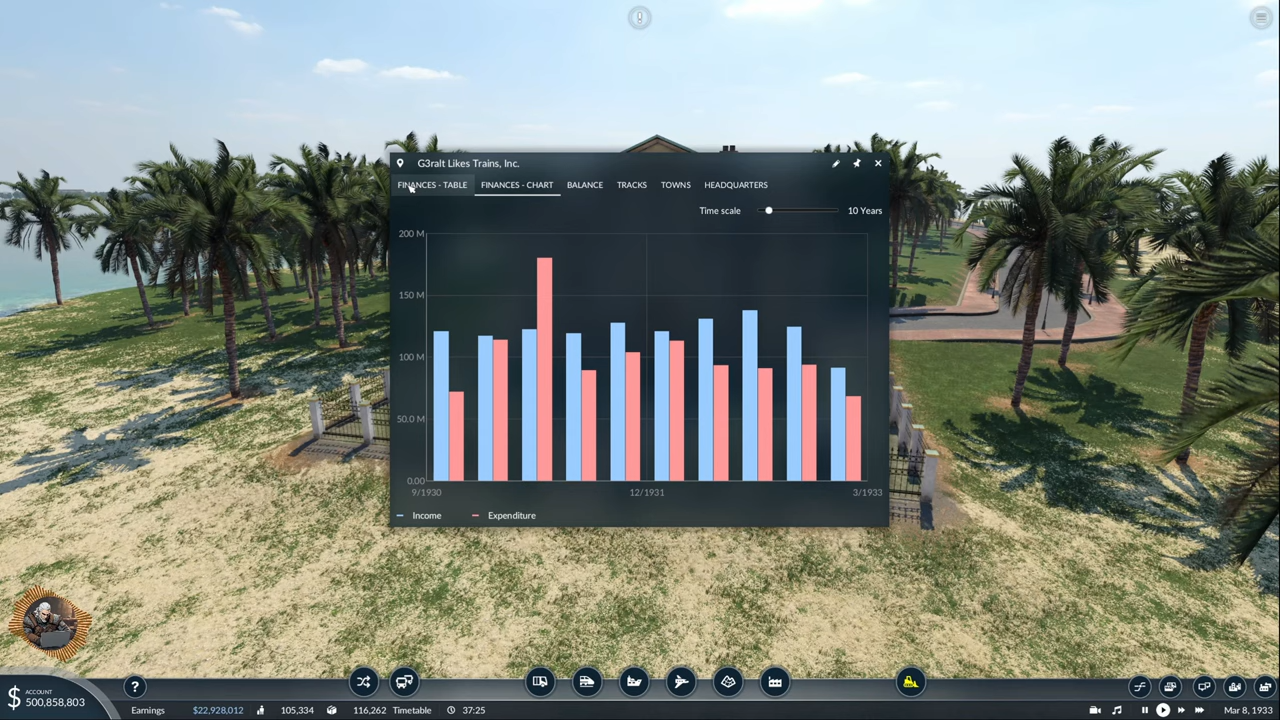 G3ralt Likes Trains, Inc.
FINANCES - TABLE FINANCES - CHART BALANCE TRACKS TOWNS HEADQUARTERS
Time scale 10 Years
200 M
150 M
100 M
50.0 M
0.00
9/1930 12/1931 3/1933
Income Expenditure
$ ACCOUNT
500,858,803
?
Earnings $22,928,012 105,334 116,262 Timetable 37:25 Mar 8, 1933